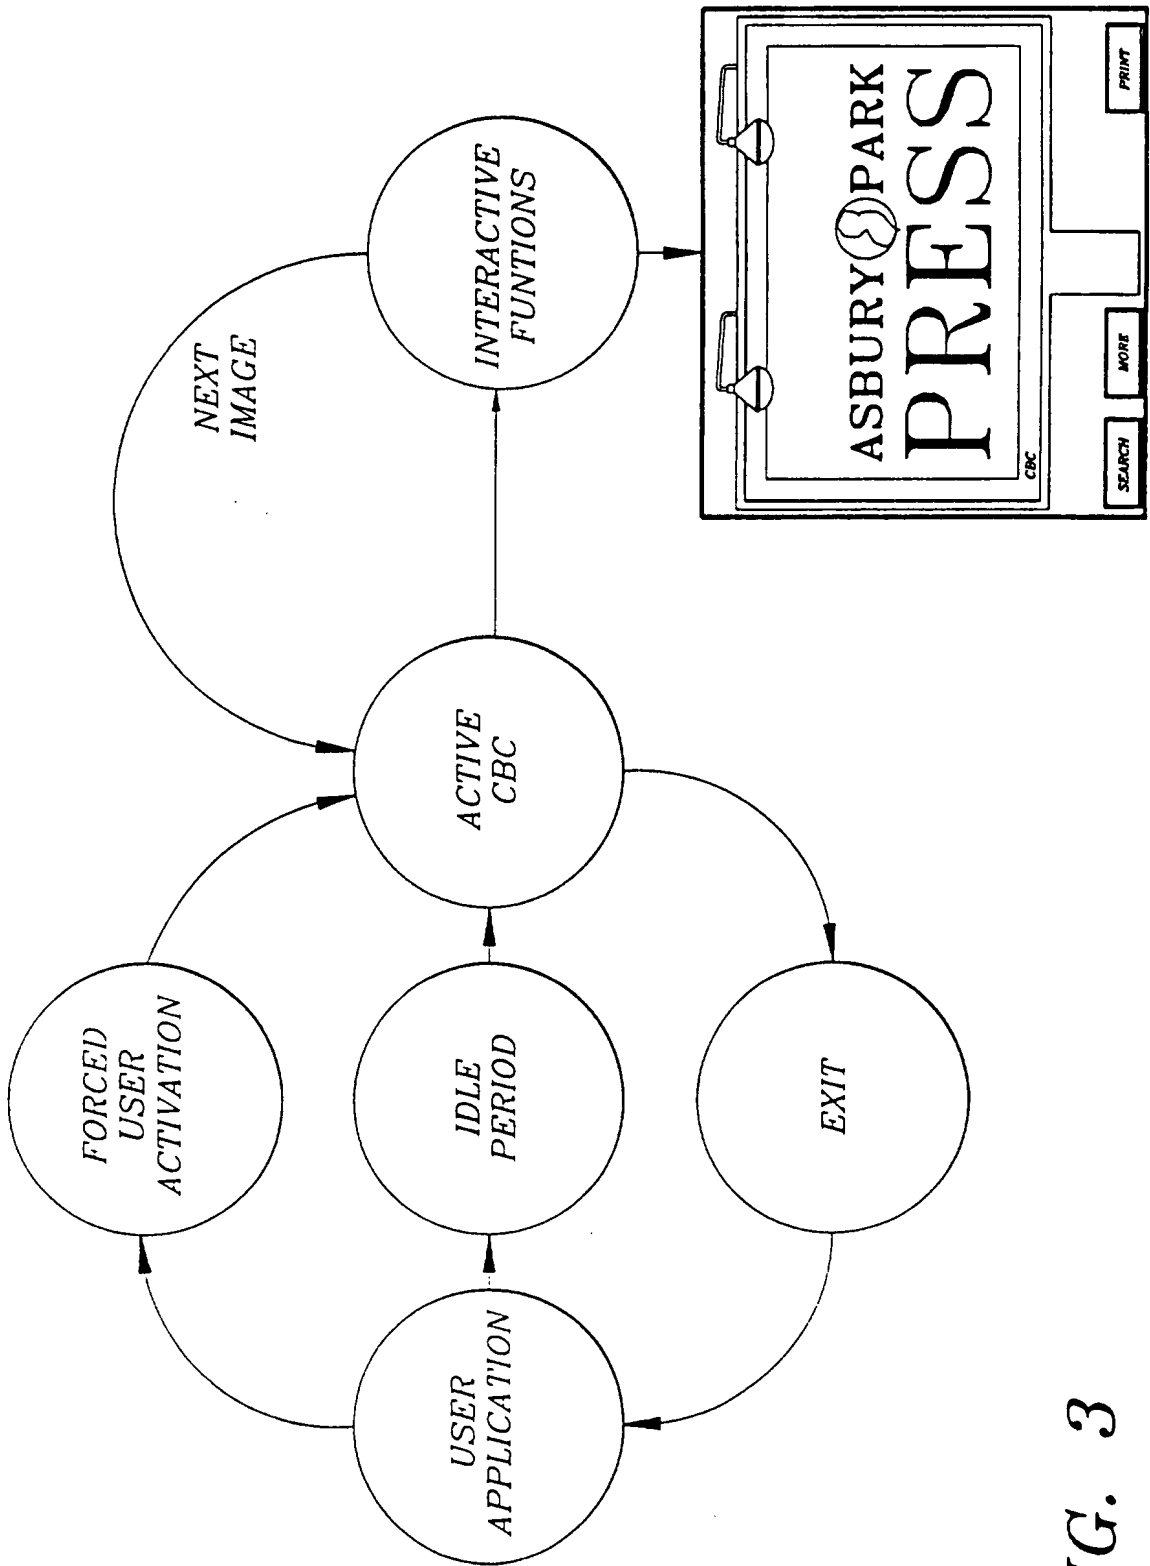 FORCED
USER
ACTIVATION
NEXT
IMAGE
USER
APPLICATION
IDLE
PERIOD
ACTIVE
CBC
INTERACTIVE
FUNTIONS
EXIT
ASBURY PARK
PRESS
CBC
SEARCH
MORE
PRINT
3